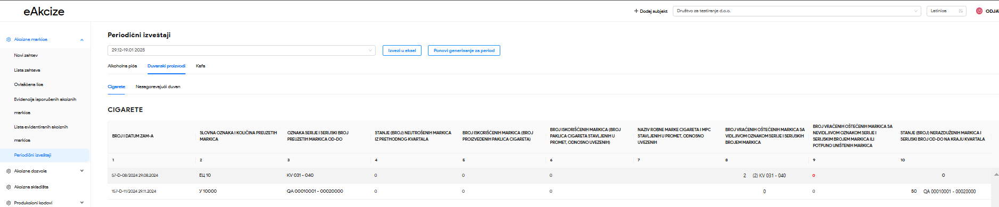 eAkcize
Dodaj subjekt
Društvo za testiranje d.o.o.
Latinica
ODJA
Akcizne markice
Novi zahtev
Lista zahteva
Ovlašćena lica
Evidencija isporučenih akciznih
markica
Lista evidentiranih akciznih
markica
Periodični izveštaji
Akcizne dozvole
Akcizna skladišta
Produkcioni kodovi
Periodični izveštaji
29.12-19.01 2025
Izvezi u eksel
Ponovi generisanje za period
Alkoholna pića
Duvanski proizvodi
Kafa
Cigarete
Nesagorevajući duvan
CIGARETE
BROJ I DATUM ZAM-A
SLOVNA OZNAKA I KOLIČINA PREUZETIH
MARKICA
OZNAKA SERIJE I SERIJSKI BROJ
PREUZETIH MARKICA OD-DO
STANJE (BROJ) NEUTROŠENIH MARKICA
IZ PRETHODNOG KVARTALA
BROJ ISKORIŠĆENIH MARKICA (BROJ
PROIZVEDENIH PAKLICA CIGARETA)
BROJ ISKORIŠĆENIH MARKICA (BROJ
PAKLICA CIGARETA STAVLJENIH U
PROMET, ODNOSNO UVEZENIH)
NAZIV ROBNE MARKE CIGARETA I MPC
STAVLJENIH U PROMET, ODNOSNO
UVEZENIH
BROJ VRAĆENIH OŠTEĆENIH MARKICA SA
VIDLJIVOM OZNAKOM SERIJE I SERIJSKIH
BROJEM MARKICA
BROJ VRAĆENIH OŠTEĆENIH MARKICA SA
NEVIDLJIVOM OZNAKOM SERIJE I
SERIJSKIM BROJEM MARKICA ILI
POTPUNO UNIŠTENIH MARKICA
STANJE (BROJ) NERAZDUŽENIH MARKICA I
SERIJSKI BROJ OD-DO NA KRAJU KVARTALA
1 2 3 4 5 6 7 8 9 10
57-D-08/2024 29.08.2024 ЕЦ 10 KV 031 - 040 0 0 0 2 (2) KV 031 - 040 0 0
157-D-11/2024 29.11.2024 У 10000 QA 00010001 - 00020000 0 0 0 0 0 50 QA 00010001 - 00020000